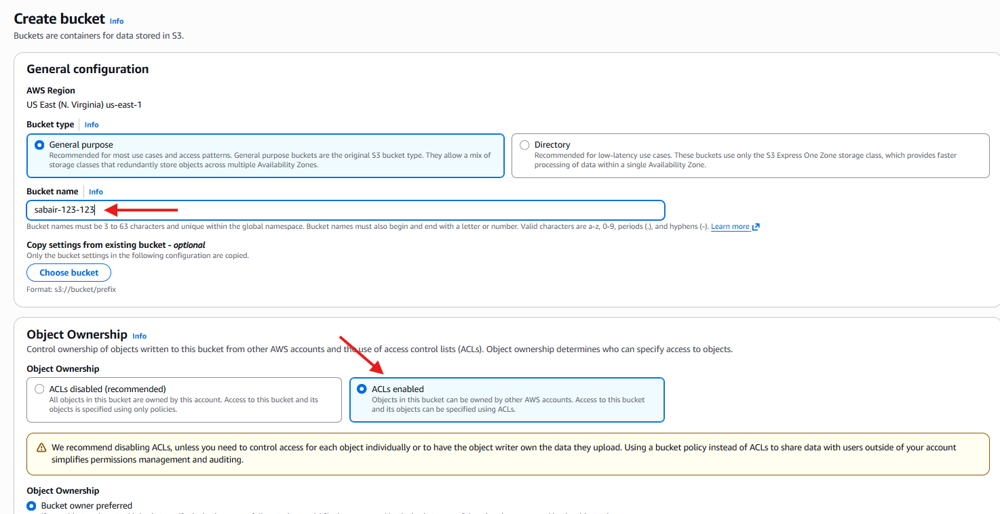 Create bucket Info
Buckets are containers for data stored in S3.
General configuration
AWS Region
US East (N. Virginia) us-east-1
Bucket type Info
General purpose
Recommended for most use cases and access patterns. General purpose buckets are the original S3 bucket type. They allow a mix of
storage classes that redundantly store objects across multiple Availability Zones.
Directory
Recommended for low-latency use cases. These buckets use only the S3 Express One Zone storage class, which provides faster
processing of data within a single Availability Zone.
Bucket name Info
sabair-123-123
Bucket names must be 3 to 63 characters and unique within the global namespace. Bucket names must also begin and end with a letter or number. Valid characters are a-z, 0-9, periods (.), and hyphens (-). Learn more
Copy settings from existing bucket - optional
Only the bucket settings in the following configuration are copied.
Choose bucket
Format: s3://bucket/prefix
Object Ownership Info
Control ownership of objects written to this bucket from other AWS accounts and the use of access control lists (ACLs). Object ownership determines who can specify access to objects.
Object Ownership
ACLs disabled (recommended)
All objects in this bucket are owned by this account. Access to this bucket and its
objects is specified using only policies.
ACLs enabled
Objects in this bucket can be owned by other AWS accounts. Access to this bucket
and its objects can be specified using ACLs.
We recommend disabling ACLs, unless you need to control access for each object individually or to have the object writer own the data they upload. Using a bucket policy instead of ACLs to share data with users outside of your account
simplifies permissions management and auditing.
Object Ownership
Bucket owner preferred